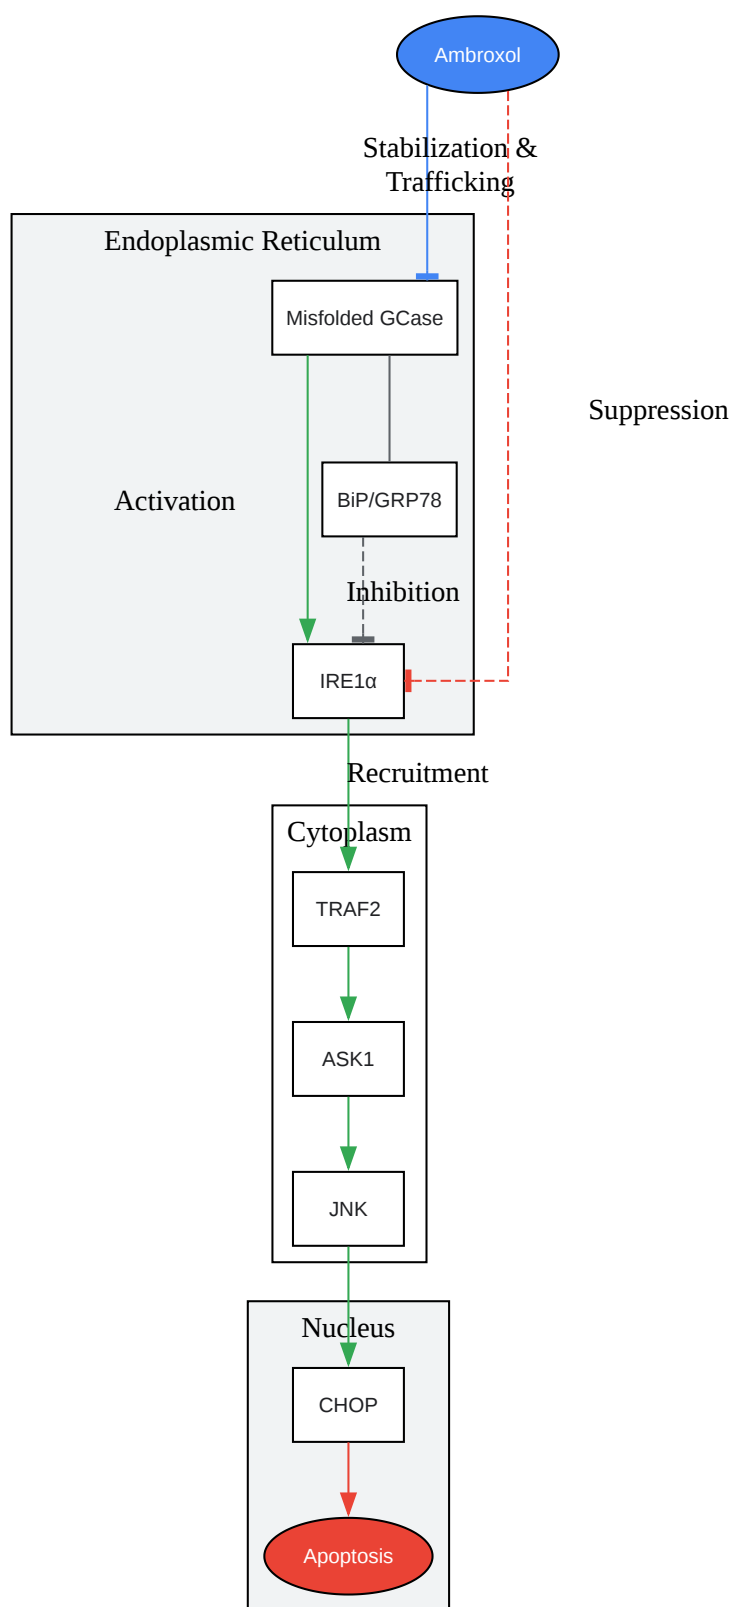 Ambroxol
Stabilization &
Trafficking
Endoplasmic Reticulum
Misfolded GCase
Suppression
Activation
BiP/GRP78
Inhibition
IRE1α
Recruitment
Cytoplasm
TRAF2
ASK1
JNK
Nucleus
CHOP
Apoptosis